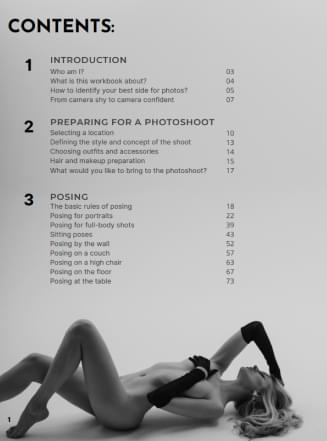 CONTENTS:
1 INTRODUCTION
Who am I? 03
What is this workbook about? 04
How to identify your best side for photos? 05
From camera shy to camera confident 07
2 PREPARING FOR A PHOTOSHOOT
Selecting a location 10
Defining the style and concept of the shoot 13
Choosing outfits and accessories 14
Hair and makeup preparation 15
What would you like to bring to the photoshoot? 17
3 POSING
The basic rules of posing 18
Posing for portraits 22
Posing for full-body shots 39
Sitting poses 43
Posing by the wall 52
Posing on a couch 57
Posing on a high chair 63
Posing on the floor 67
Posing at the table 73
1